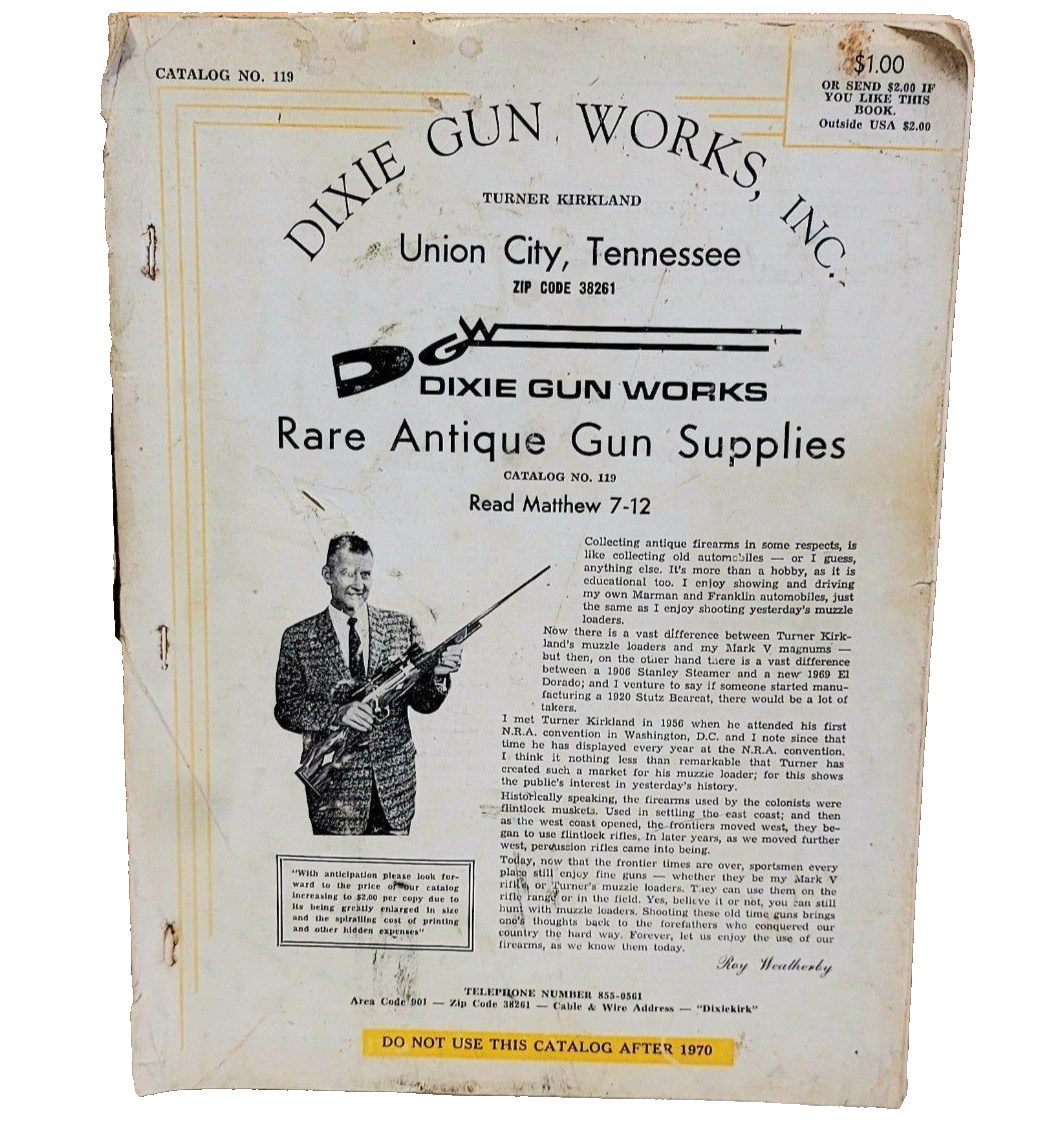 CATALOG NO. 119
$1.00
OR SEND $2.00 IF
YOU LIKE THIS
BOOK.
Outside USA $2.00
DIXIE GUN WORKS, INC.
TURNER KIRKLAND
Union City, Tennessee
ZIP CODE 38261
DGW
DIXIE GUN WORKS
Rare Antique Gun Supplies
CATALOG NO. 119
Read Matthew 7-12
Collecting antique firearms in some respects, is
like collecting old automobiles — or I guess,
anything else. It's more than a hobby, as it is
educational too. I enjoy showing and driving
my own Marman and Franklin automobiles, just
the same as I enjoy shooting yesterday's muzzle
loaders.
Now there is a vast difference between Turner Kirk-
land's muzzle loaders and my Mark V magnums —
but then, on the other hand there is a vast difference
between a 1906 Stanley Steamer and a new 1969 El
Dorado; and I venture to say if someone started manu-
facturing a 1920 Stutz Bearcat, there would be a lot of
takers.
I met Turner Kirkland in 1956 when he attended his first
N.R.A. convention in Washington, D.C. and I note since that
time he has displayed every year at the N.R.A. convention.
I think it nothing less than remarkable that Turner has
created such a market for his muzzle loader; for this shows
the public's interest in yesterday's history.
Historically speaking, the firearms used by the colonists were
flintlock muskets. Used in settling the east coast; and then
as the west coast opened, the frontiers moved west, they be-
gan to use flintlock rifles. In later years, as we moved further
west, percussion rifles came into being.
Today, now that the frontier times are over, sportsmen every
place still enjoy fine guns — whether they be my Mark V
rifle, or Turner's muzzle loaders. They can use them on the
rifle range or in the field. Yes, believe it or not, you can still
hunt with muzzle loaders. Shooting these old time guns brings
one's thoughts back to the forefathers who conquered our
country the hard way. Forever, let us enjoy the use of our
firearms, as we know them today.
Roy Weatherby
"With anticipation please look for-
ward to the price of our catalog
increasing to $2.00 per copy due to
its being greatly enlarged in size
and the spiralling cost of printing
and other hidden expenses"
TELEPHONE NUMBER 855-0561
Area Code 901 — Zip Code 38261 — Cable & Wire Address — "Dixiekirk"
DO NOT USE THIS CATALOG AFTER 1970